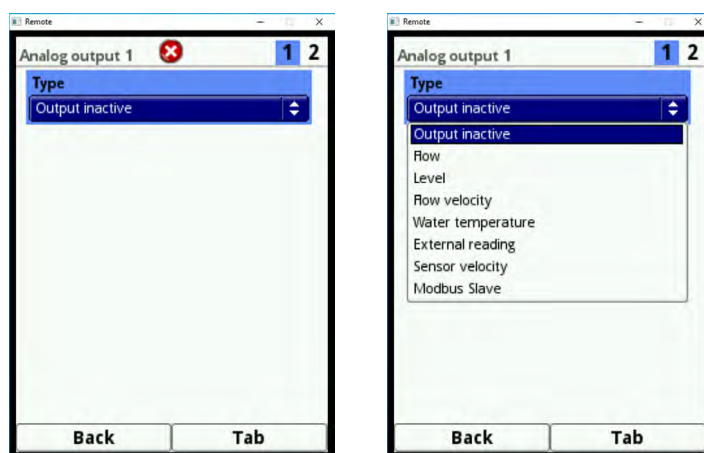 Remote
Analog output 1 1 2
Type
Output inactive
Back Tab
Remote
Analog output 1 1 2
Type
Output inactive
Output inactive
Flow
Level
Flow velocity
Water temperature
External reading
Sensor velocity
Modbus Slave
Back Tab